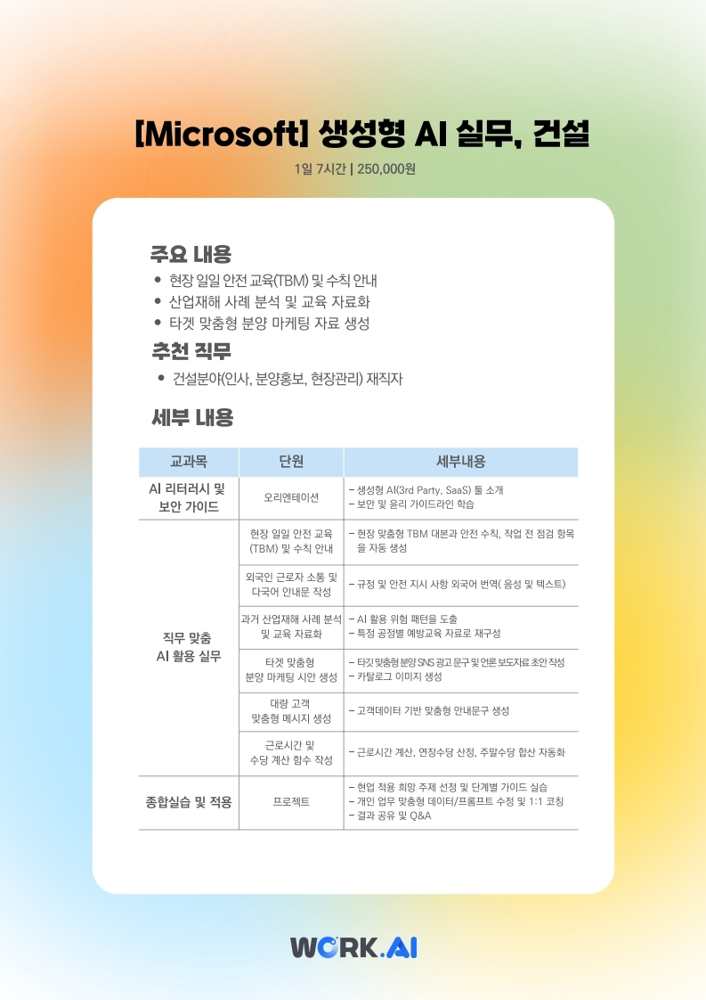 [Microsoft] 생성형 AI 실무, 건설
1일 7시간 | 250,000원
주요 내용
• 현장 일일 안전 교육(TBM) 및 수칙 안내
• 산업재해 사례 분석 및 교육 자료화
• 타겟 맞춤형 분양 마케팅 자료 생성
추천 직무
• 건설분야(인사, 분양홍보, 현장관리) 재직자
세부 내용
교과목 단원 세부내용
AI 리터러시 및
보안 가이드
오리엔테이션
– 생성형 AI(3rd Party, SaaS) 툴 소개
– 보안 및 윤리 가이드라인 학습
직무 맞춤
AI 활용 실무
현장 일일 안전 교육
(TBM) 및 수칙 안내
– 현장 맞춤형 TBM 대본과 안전 수칙, 작업 전 점검 항목
을 자동 생성
외국인 근로자 소통 및
다국어 안내문 작성
– 규정 및 안전 지시 사항 외국어 번역( 음성 및 텍스트)
과거 산업재해 사례 분석
및 교육 자료화
– AI 활용 위험 패턴을 도출
– 특정 공정별 예방교육 자료로 재구성
타겟 맞춤형
분양 마케팅 시안 생성
– 타깃 맞춤형 분양 SNS 광고 문구 및 언론 보도자료 초안 작성
– 카탈로그 이미지 생성
대량 고객
맞춤형 메시지 생성
– 고객데이터 기반 맞춤형 안내문구 생성
근로시간 및
수당 계산 함수 작성
– 근로시간 계산, 연장수당 산정, 주말수당 합산 자동화
종합실습 및 적용
프로젝트
– 현업 적용 희망 주제 선정 및 단계별 가이드 실습
– 개인 업무 맞춤형 데이터/프롬프트 수정 및 1:1 코칭
– 결과 공유 및 Q&A
WORK.AI